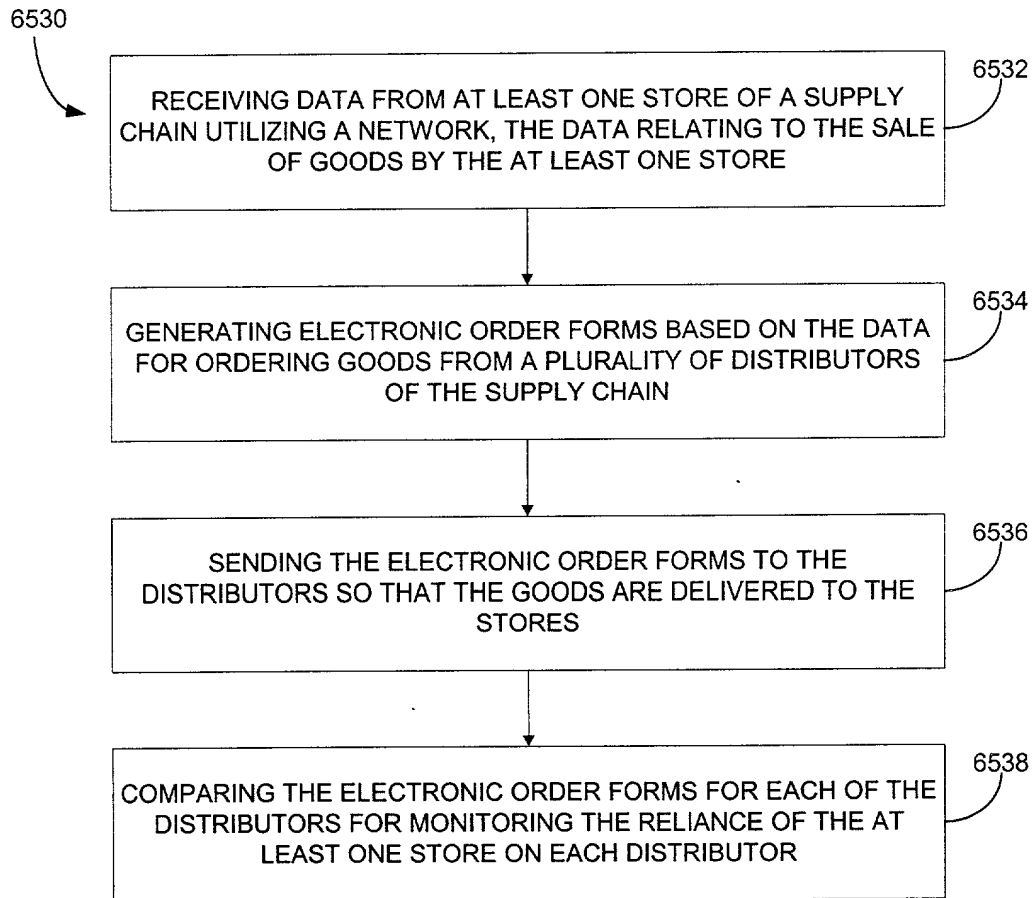 6530
6532
RECEIVING DATA FROM AT LEAST ONE STORE OF A SUPPLY
CHAIN UTILIZING A NETWORK, THE DATA RELATING TO THE SALE
OF GOODS BY THE AT LEAST ONE STORE
6534
GENERATING ELECTRONIC ORDER FORMS BASED ON THE DATA
FOR ORDERING GOODS FROM A PLURALITY OF DISTRIBUTORS
OF THE SUPPLY CHAIN
6536
SENDING THE ELECTRONIC ORDER FORMS TO THE
DISTRIBUTORS SO THAT THE GOODS ARE DELIVERED TO THE
STORES
6538
COMPARING THE ELECTRONIC ORDER FORMS FOR EACH OF THE
DISTRIBUTORS FOR MONITORING THE RELIANCE OF THE AT
LEAST ONE STORE ON EACH DISTRIBUTOR